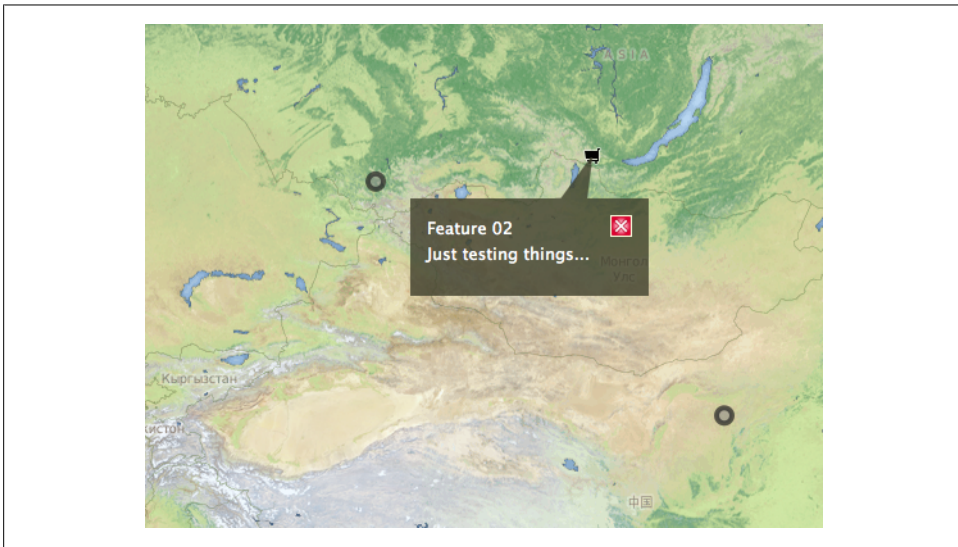 ASIA
Feature 02
Just testing things...
Монгол
Улс
Кыргызстан
кистон
中国